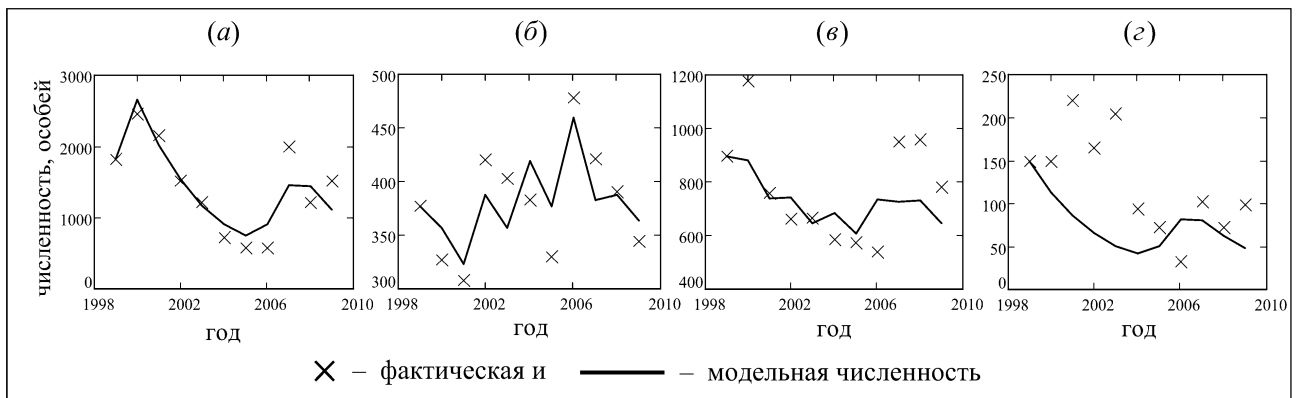 (а) (б) (в) (г)
численность, особей
3000 500 1200 250
450 200
2000 1000
400 150
800
1000 350 100
600 50
0 300 400 0
1998 2002 2006 2010 1998 2002 2006 2010 1998 2002 2006 2010 1998 2002 2006 2010
год год год год
× – фактическая и — – модельная численность